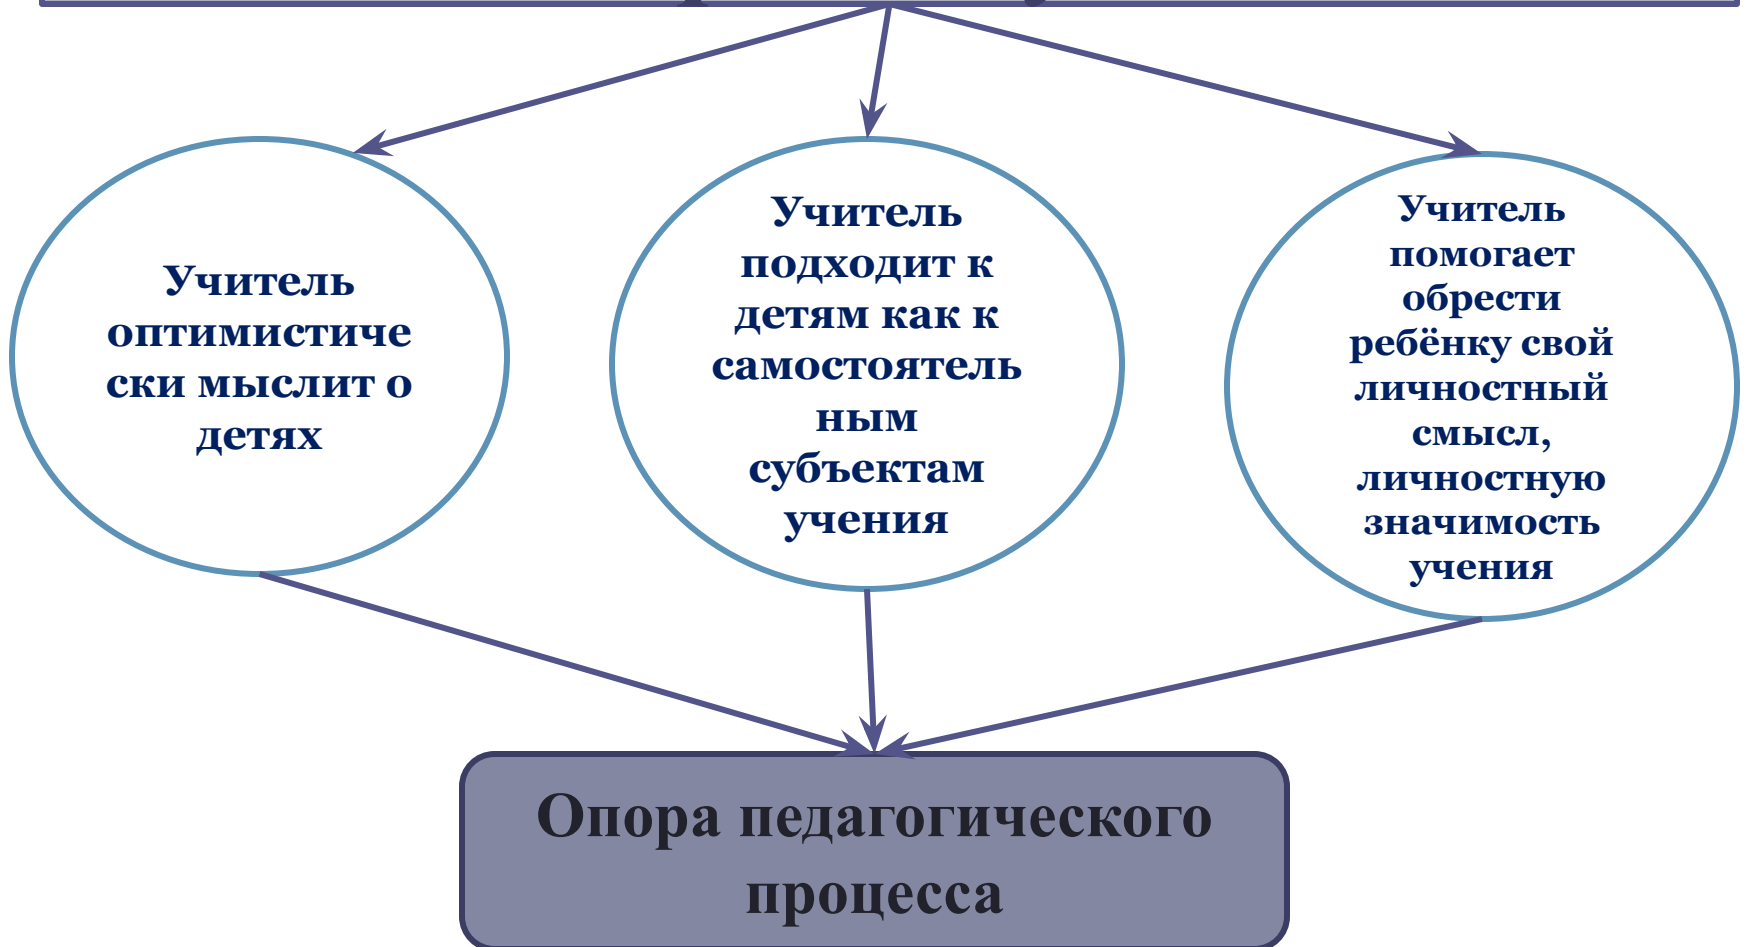 Учитель
оптимистиче
ски мыслит о
детях
Учитель
подходит к
детям как к
самостоятель
ным
субъектам
учения
Учитель
помогает
обрести
ребёнку свой
личностный
смысл,
личностную
значимость
учения
Опора педагогического
процесса